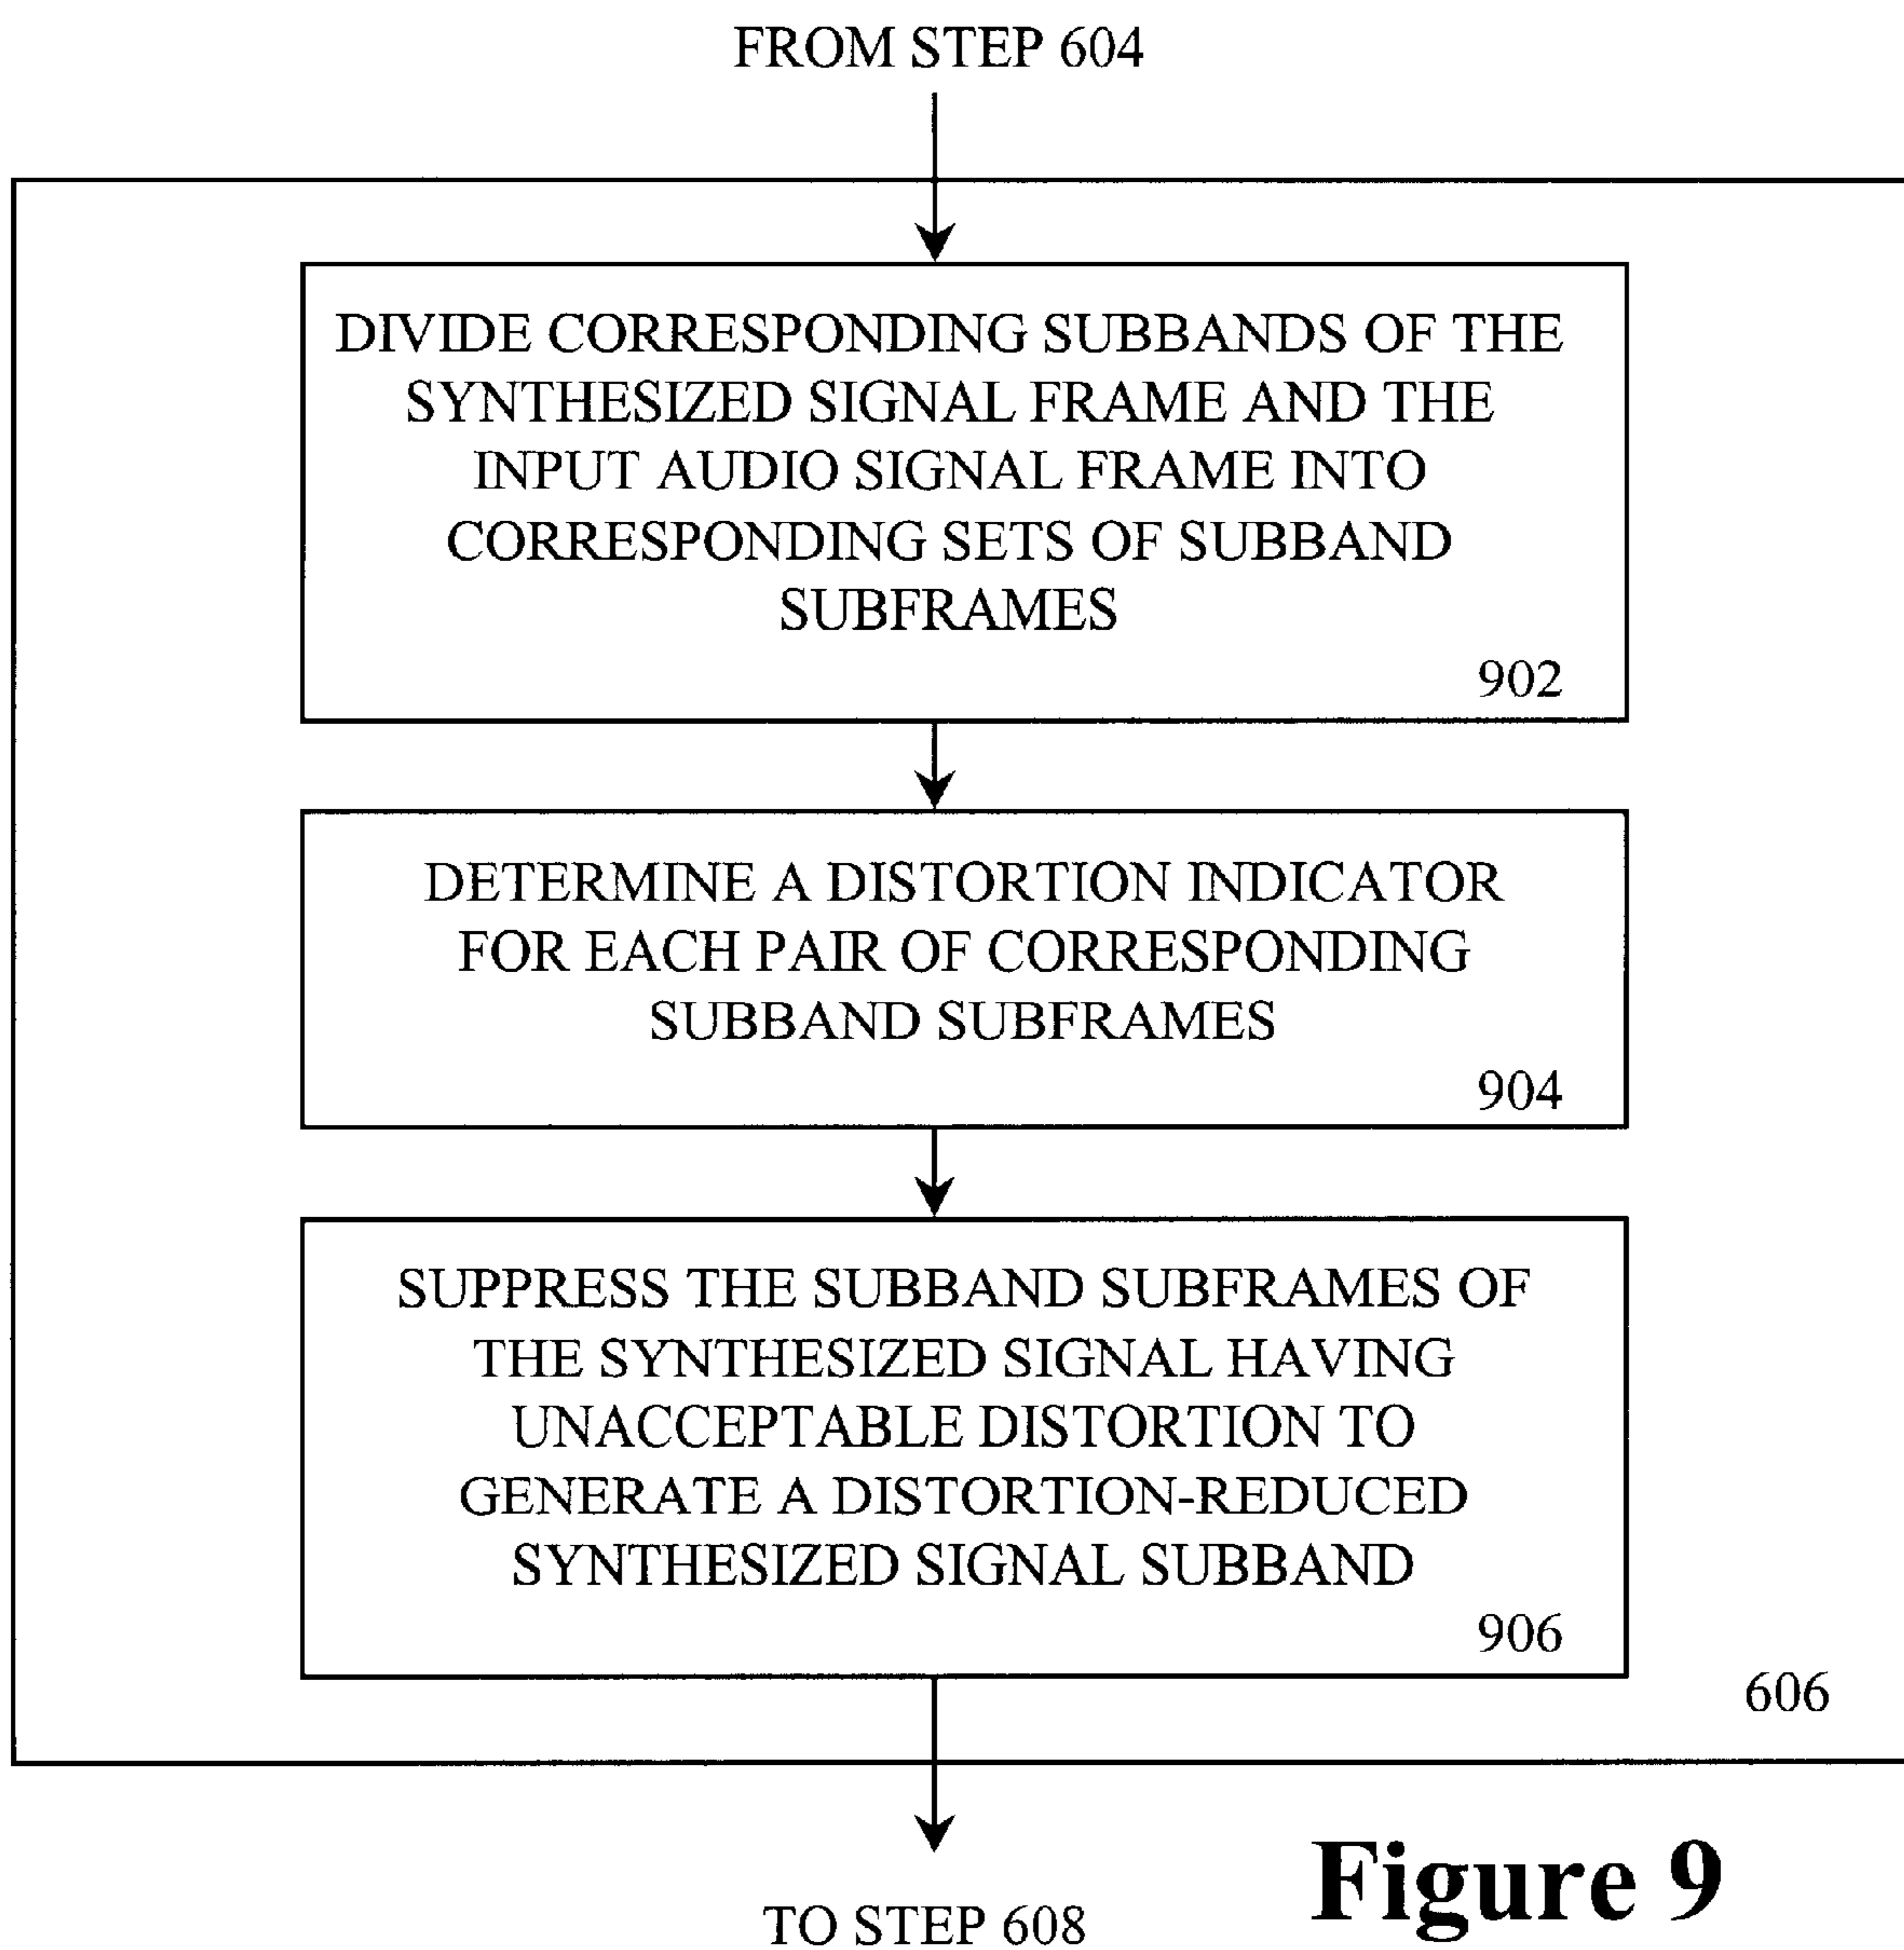 FROM STEP 604
DIVIDE CORRESPONDING SUBBANDS OF THE
SYNTHESIZED SIGNAL FRAME AND THE
INPUT AUDIO SIGNAL FRAME INTO
CORRESPONDING SETS OF SUBBAND
SUBFRAMES
902
DETERMINE A DISTORTION INDICATOR
FOR EACH PAIR OF CORRESPONDING
SUBBAND SUBFRAMES
904
SUPPRESS THE SUBBAND SUBFRAMES OF
THE SYNTHESIZED SIGNAL HAVING
UNACCEPTABLE DISTORTION TO
GENERATE A DISTORTION-REDUCED
SYNTHESIZED SIGNAL SUBBAND
906
606
TO STEP 608
Figure 9